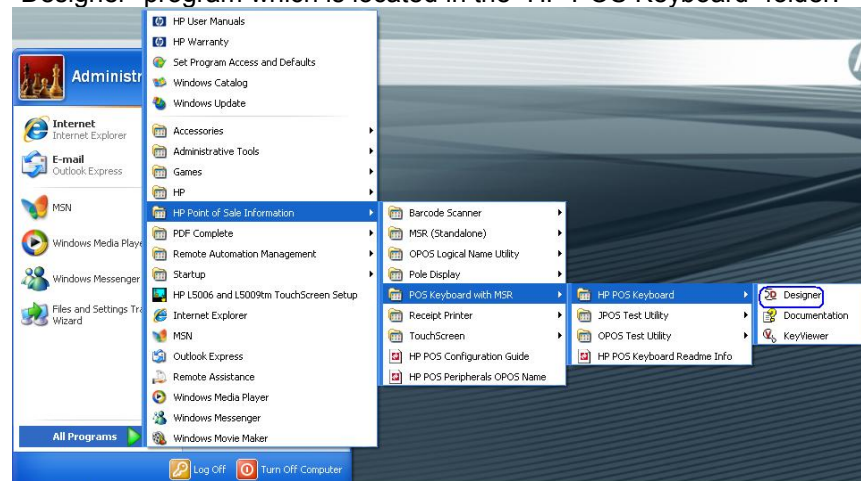 Designer" program which is located in the "HP POS Keyboard" folder.
Administr
Internet
Internet Explorer
E-mail
Outlook Express
MSN
Windows Media Playe
Windows Messenger
Files and Settings Tra
Wizard
All Programs
HP User Manuals
HP Warranty
Set Program Access and Defaults
Windows Catalog
Windows Update
Accessories
Administrative Tools
Games
HP
HP Point of Sale Information
PDF Complete
Remote Automation Management
Startup
HP L5006 and L5009tm TouchScreen Setup
Internet Explorer
MSN
Outlook Express
Remote Assistance
Windows Media Player
Windows Messenger
Windows Movie Maker
Barcode Scanner
MSR (Standalone)
OPOS Logical Name Utility
Pole Display
POS Keyboard with MSR
Receipt Printer
TouchScreen
HP POS Configuration Guide
HP POS Peripherals OPOS Name
HP POS Keyboard
JPOS Test Utility
OPOS Test Utility
HP POS Keyboard Readme Info
Designer
Documentation
KeyViewer
Log Off
Turn Off Computer